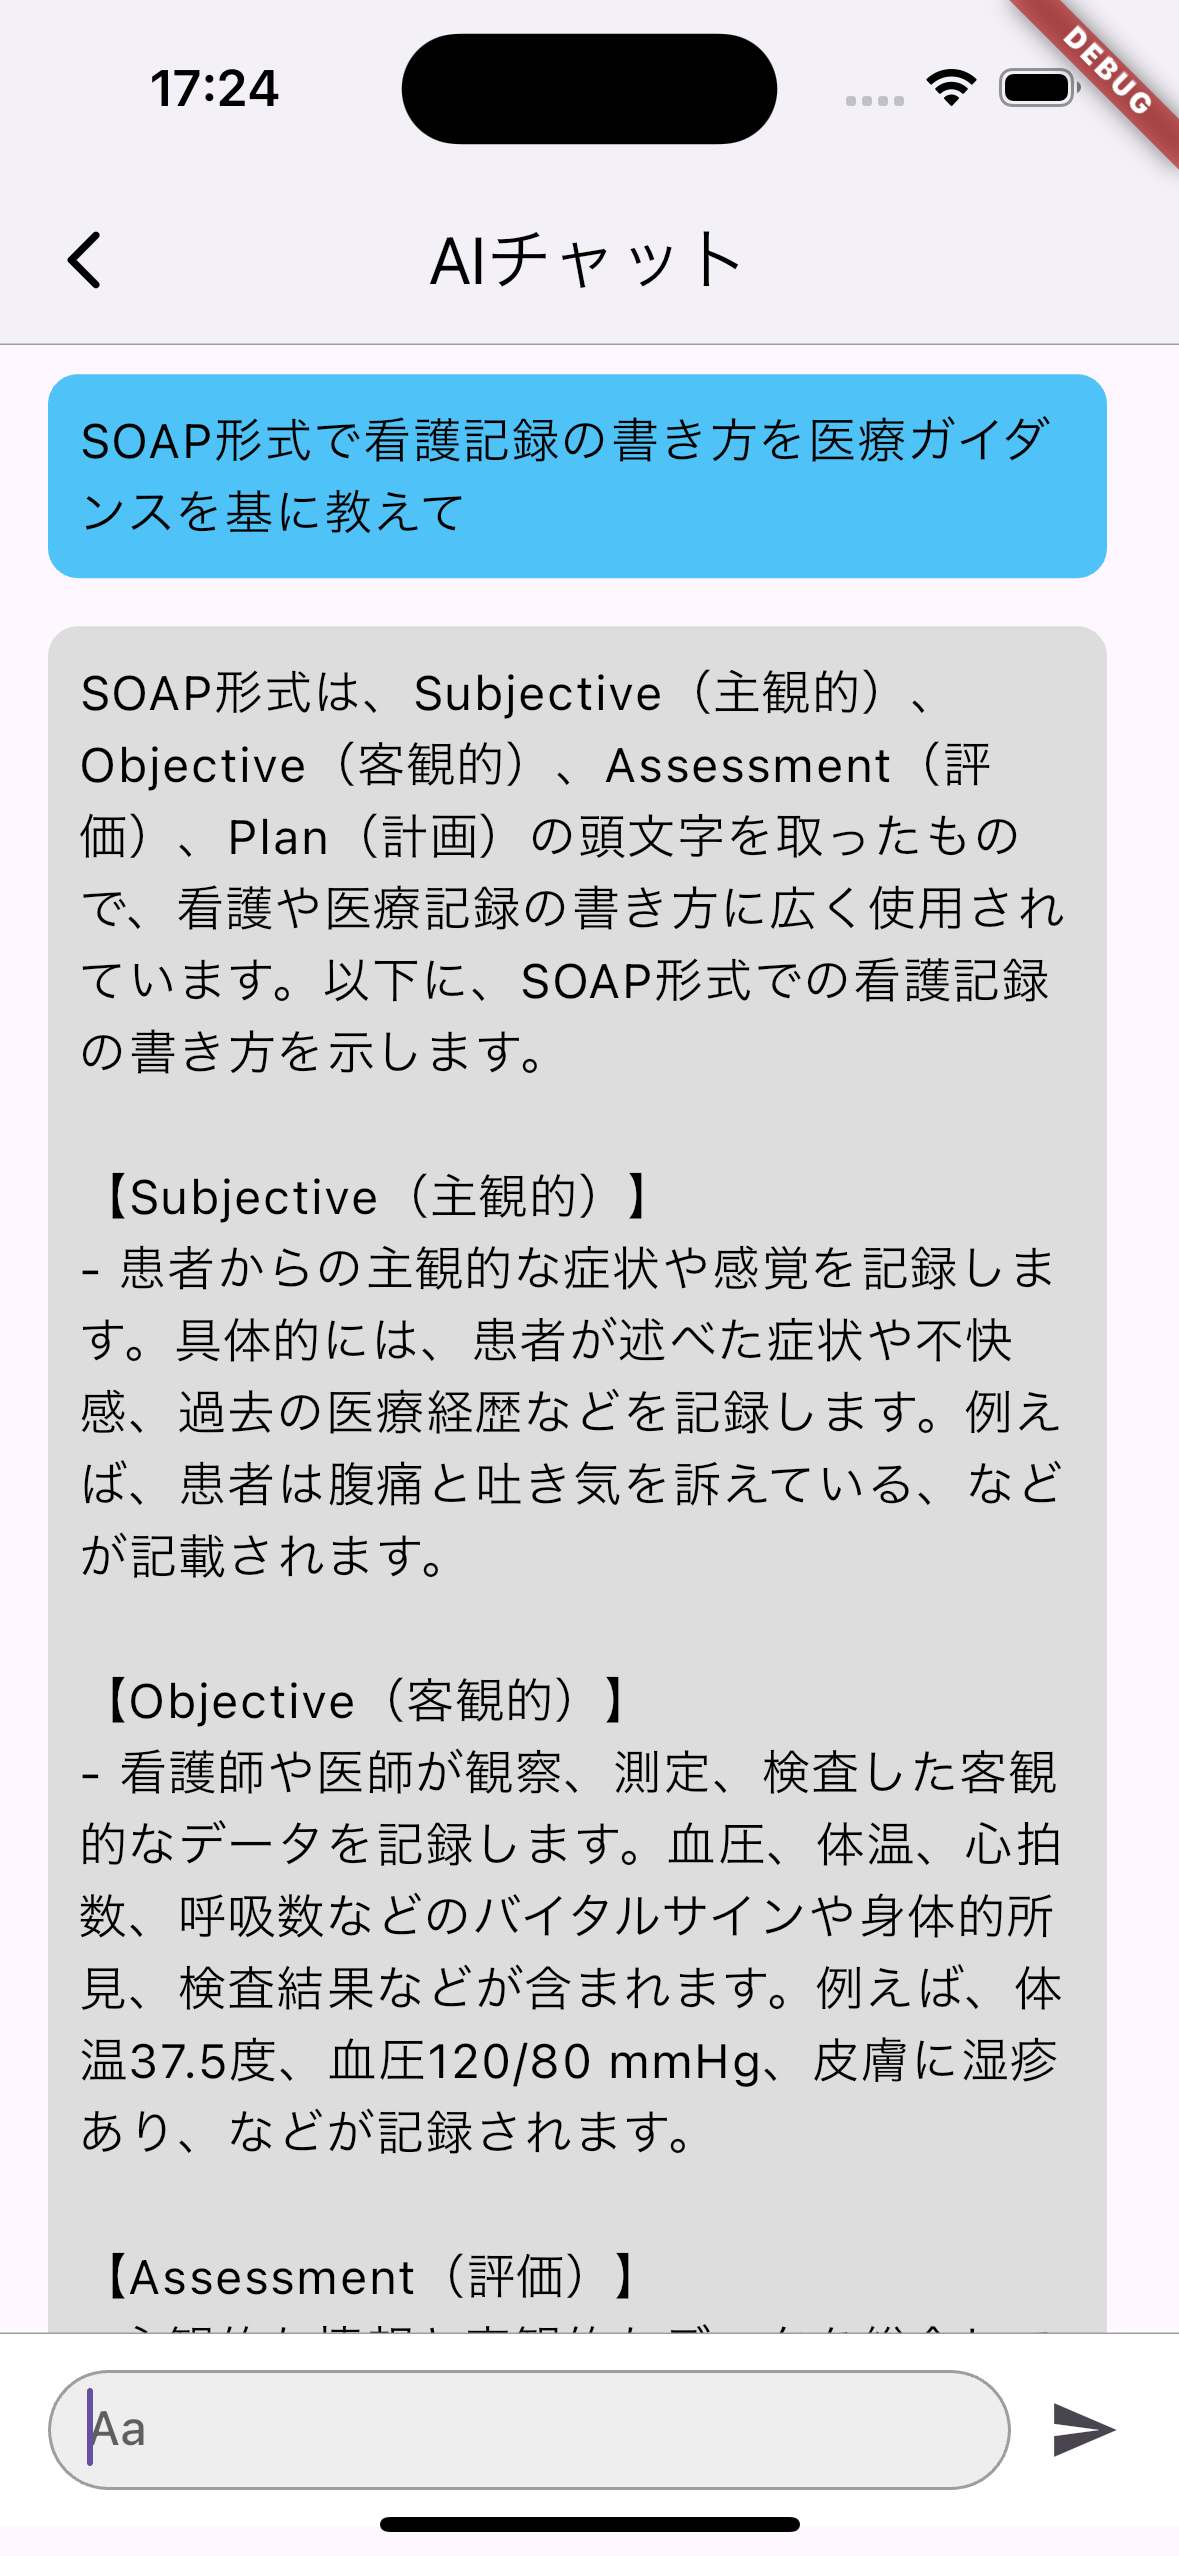 17:24
DEBUG
AIチャット
SOAP形式で看護記録の書き方を医療ガイダ
ンスを基に教えて
SOAP形式は、Subjective（主観的）、
Objective（客観的）、Assessment（評
価）、Plan（計画）の頭文字を取ったもの
で、看護や医療記録の書き方に広く使用され
ています。以下に、SOAP形式での看護記録
の書き方を示します。
【Subjective（主観的）】
- 患者からの主観的な症状や感覚を記録しま
す。具体的には、患者が述べた症状や不快
感、過去の医療経歴などを記録します。例え
ば、患者は腹痛と吐き気を訴えている、など
が記載されます。
【Objective（客観的）】
- 看護師や医師が観察、測定、検査した客観
的なデータを記録します。血圧、体温、心拍
数、呼吸数などのバイタルサインや身体的所
見、検査結果などが含まれます。例えば、体
温37.5度、血圧120/80 mmHg、皮膚に湿疹
あり、などが記録されます。
【Assessment（評価）】
Aa